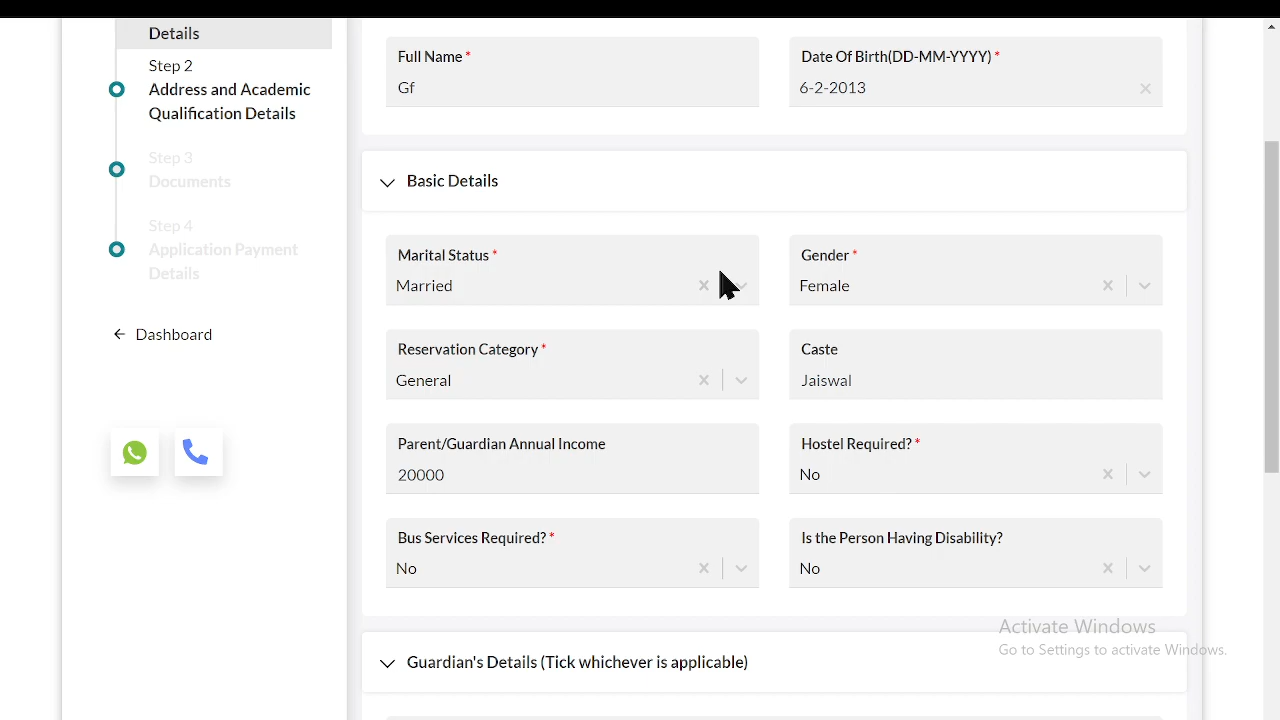 Details
Step 2
Address and Academic
Qualification Details
Step 3
Documents
Step 4
Application Payment
Details
Dashboard
Full Name *
Gf
Date Of Birth(DD-MM-YYYY) *
6-2-2013
Basic Details
Marital Status *
Married
Gender *
Female
Reservation Category *
General
Caste
Jaiswal
Parent/Guardian Annual Income
20000
Hostel Required? *
No
Bus Services Required? *
No
Is the Person Having Disability?
No
Activate Windows
Go to Settings to activate Windows.
Guardian's Details (Tick whichever is applicable)